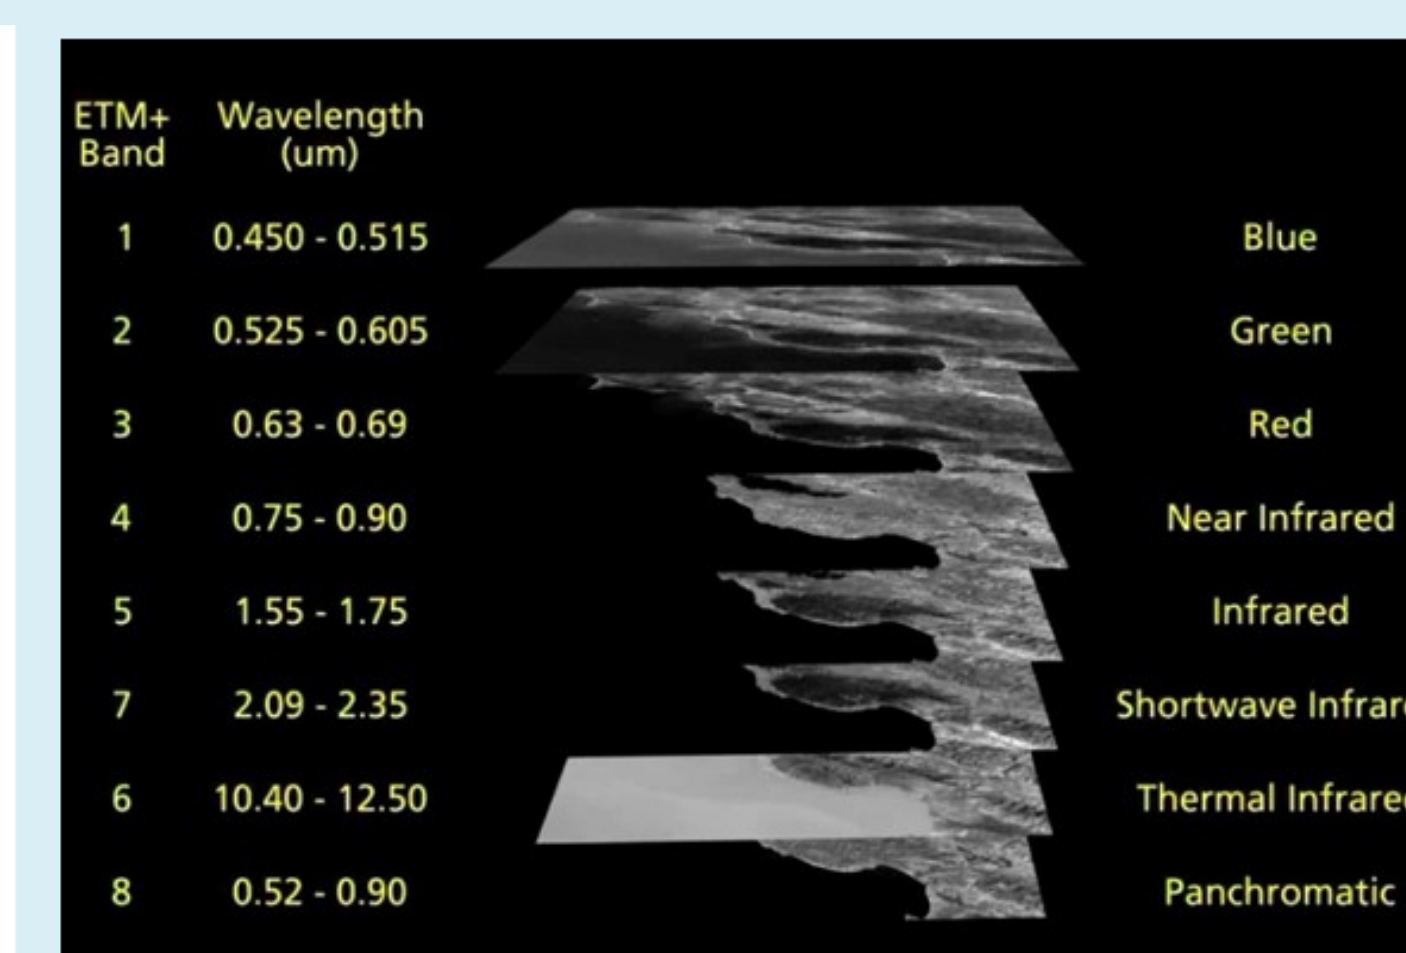 ETM+ Wavelength
Band (um)
1 0.450 - 0.515 Blue
2 0.525 - 0.605 Green
3 0.63 - 0.69 Red
4 0.75 - 0.90 Near Infrared
5 1.55 - 1.75 Infrared
7 2.09 - 2.35 Shortwave
6 10.40 - 12.50 Thermal
8 0.52 - 0.90 Panchromatic